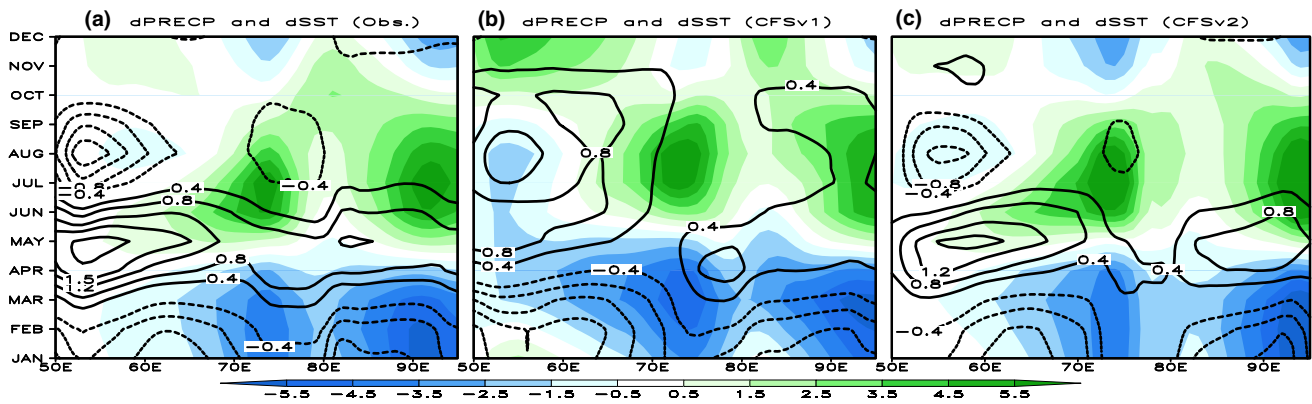 (a) dPRECP and dSST (Obs.)
(b) dPRECP and dSST (CFSv1)
(c) dPRECP and dSST (CFSv2)
DEC
NOV
OCT
SEP
AUG
JUL
JUN
MAY
APR
MAR
FEB
JAN
−0.8
−0.4
0.4
0.8
−0.4
1.5
1.2
0.8
0.4
−0.4
0.4
0.8
0.4
0.8
0.4
−0.4
−0.8
−0.4
0.8
1.2
0.8
0.4
0.4
−0.4
50E 60E 70E 80E 90E
50E 60E 70E 80E 90E
50E 60E 70E 80E 90E
−5.5 −4.5 −3.5 −2.5 −1.5 −0.5 0.5 1.5 2.5 3.5 4.5 5.5